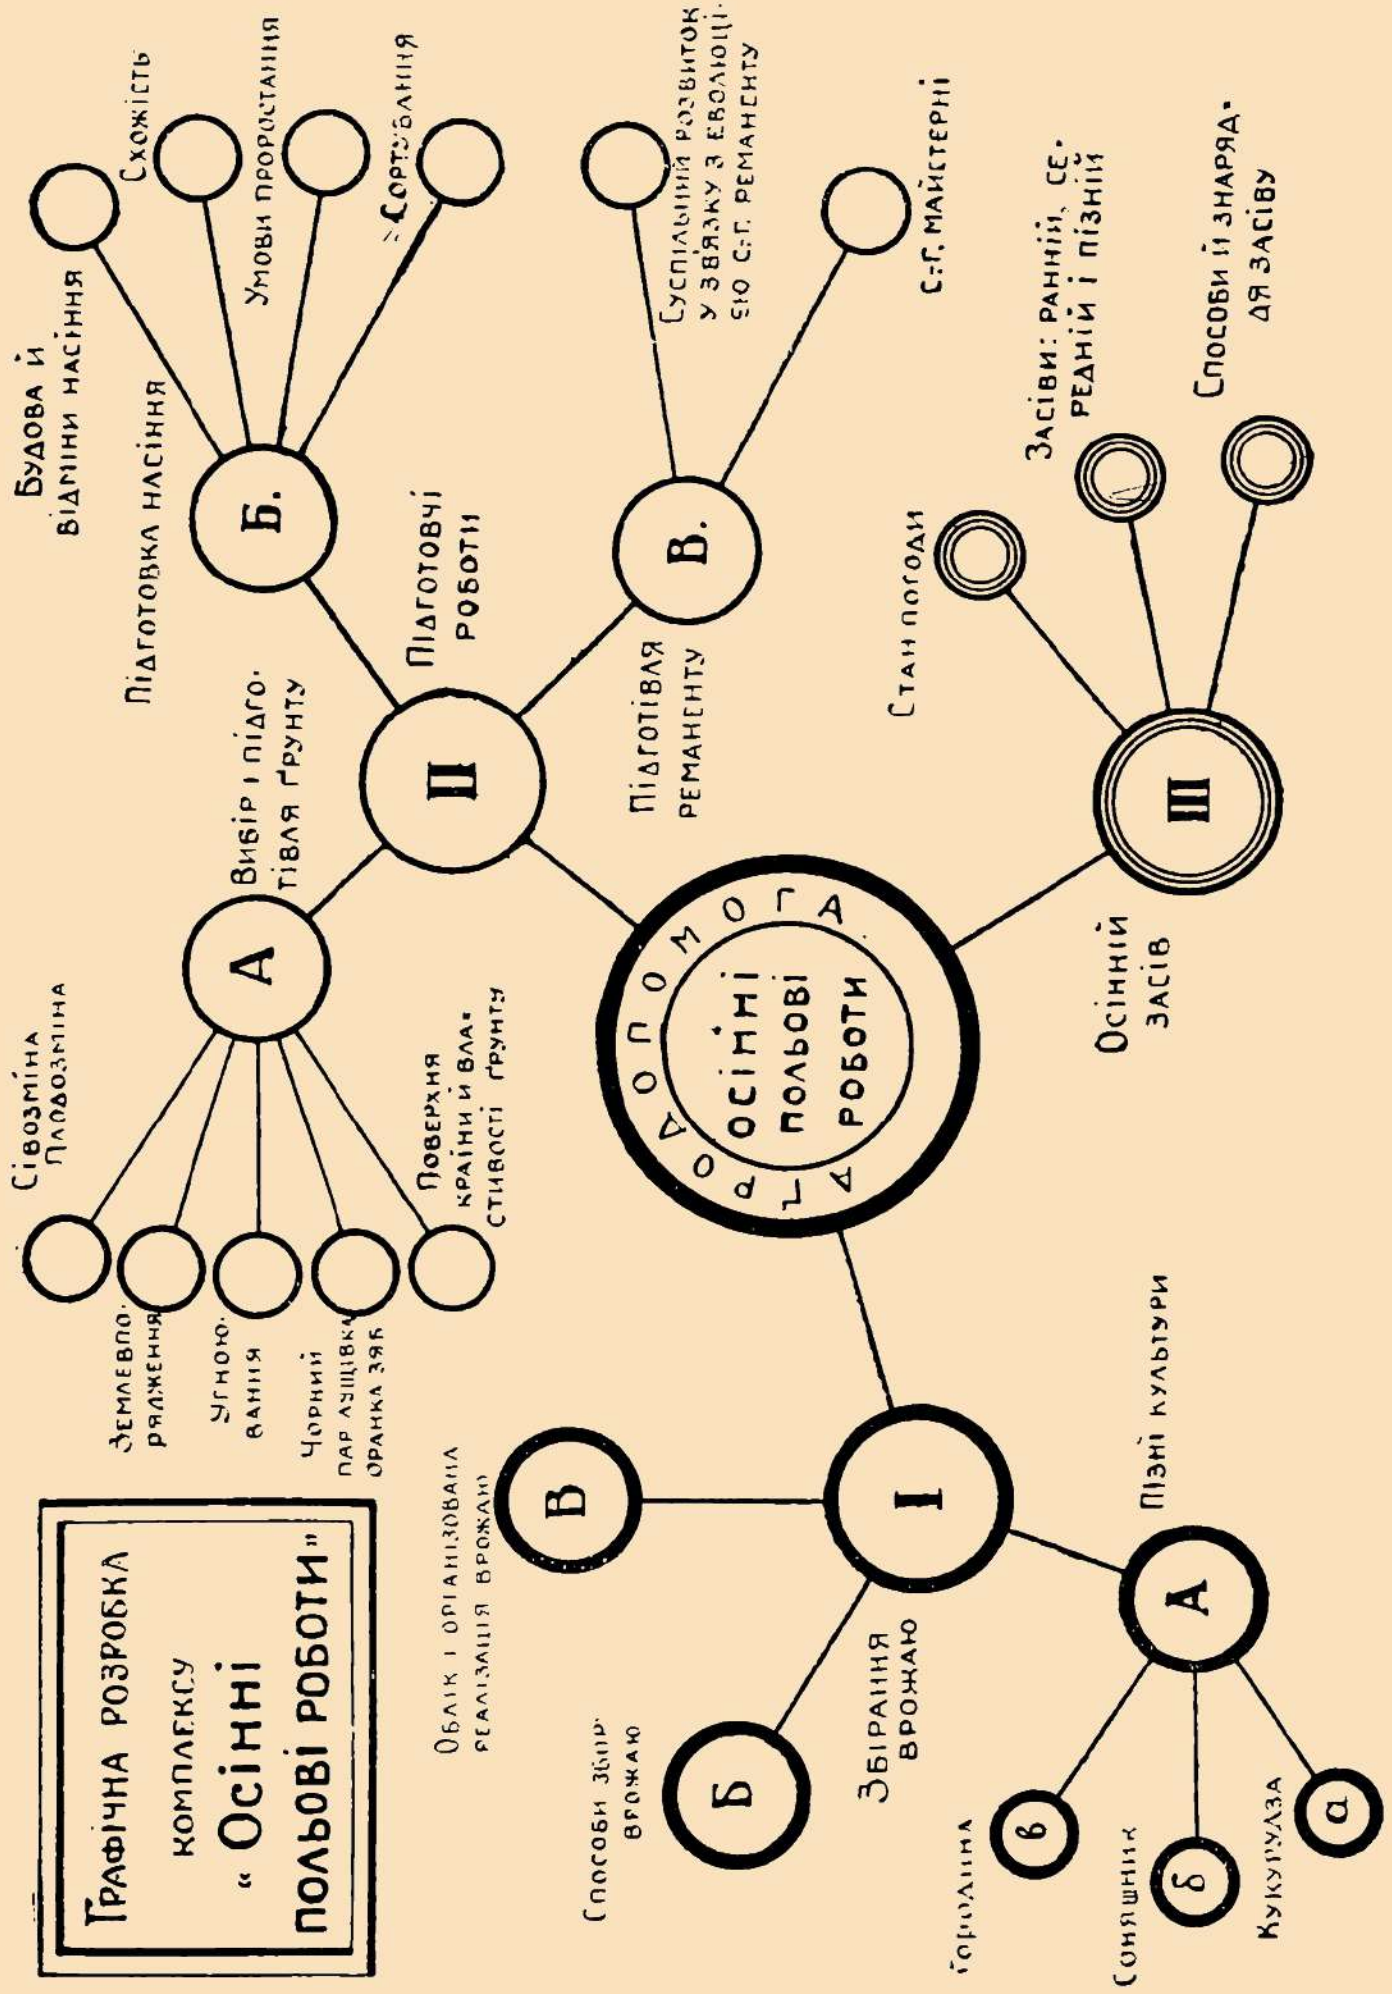 Графічна розробка
комплексу
« Осінні
польові роботи"
Агродопомога
осінні
польові
роботи
I
Збірання
врожаю
А
Пізні культури
а
Кукурудза
б
Соняшник
в
Городина
Б
Способи збір.
врожаю
В
Облік і організована
реалізація врожаю
II
Підготовчі
роботи
А
Вибір і підго-
тівля ґрунту
Сівозміна
Плодозміна
Землевпо-
рядження
Угною-
вання
Чорний
пар лущівка
оранка зяб
Поверхня
країни й вла-
стивості ґрунту
Б.
Підготовка насіння
Будова й
відміни насіння
Схожість
Умови проростання
Сортування
В.
Підготівля
реманенту
Суспільний розвиток
у звязку з еволюці-
єю с.-г. реманенту
С.-г. майстерні
III
Осінній
засів
Стан погоди
Засіви: ранній, се-
редній і пізній
Способи й знаряд-
дя засіву